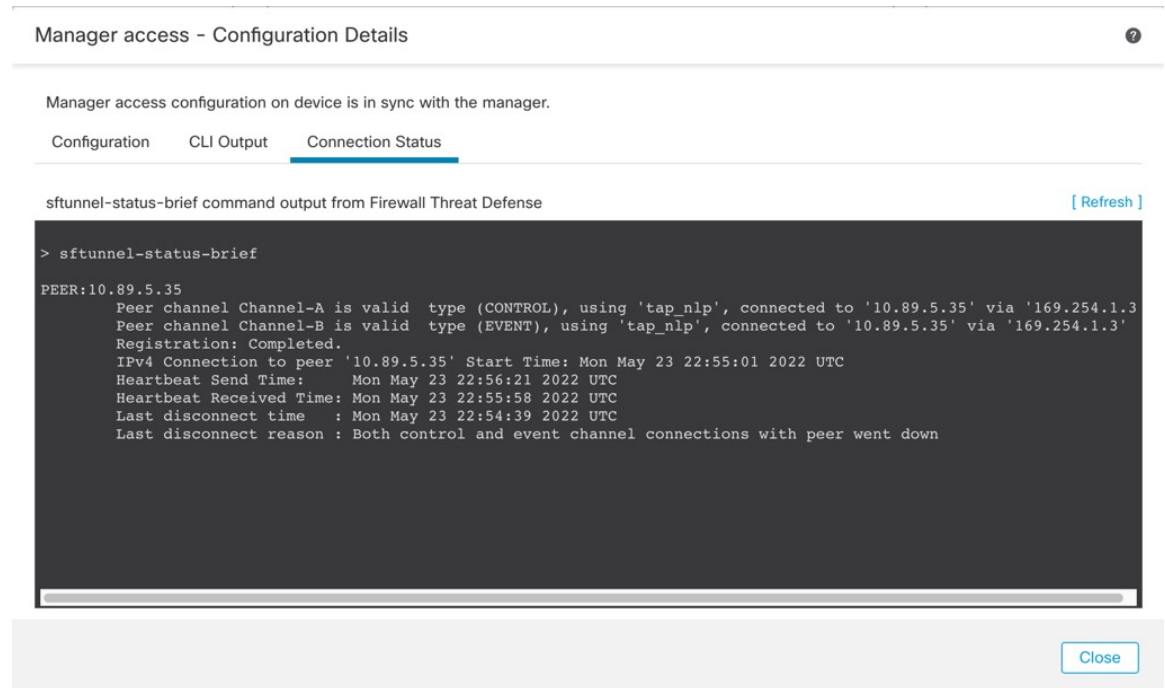 Manager access - Configuration Details ?
Manager access configuration on device is in sync with the manager.
Configuration CLI Output Connection Status
sftunnel-status-brief command output from Firewall Threat Defense [ Refresh ]
> sftunnel-status-brief
PEER:10.89.5.35
Peer channel Channel-A is valid type (CONTROL), using 'tap_nlp', connected to '10.89.5.35' via '169.254.1.3
Peer channel Channel-B is valid type (EVENT), using 'tap_nlp', connected to '10.89.5.35' via '169.254.1.3'
Registration: Completed.
IPv4 Connection to peer '10.89.5.35' Start Time: Mon May 23 22:55:01 2022 UTC
Heartbeat Send Time: Mon May 23 22:56:21 2022 UTC
Heartbeat Received Time: Mon May 23 22:55:58 2022 UTC
Last disconnect time : Mon May 23 22:54:39 2022 UTC
Last disconnect reason : Both control and event channel connections with peer went down
Close